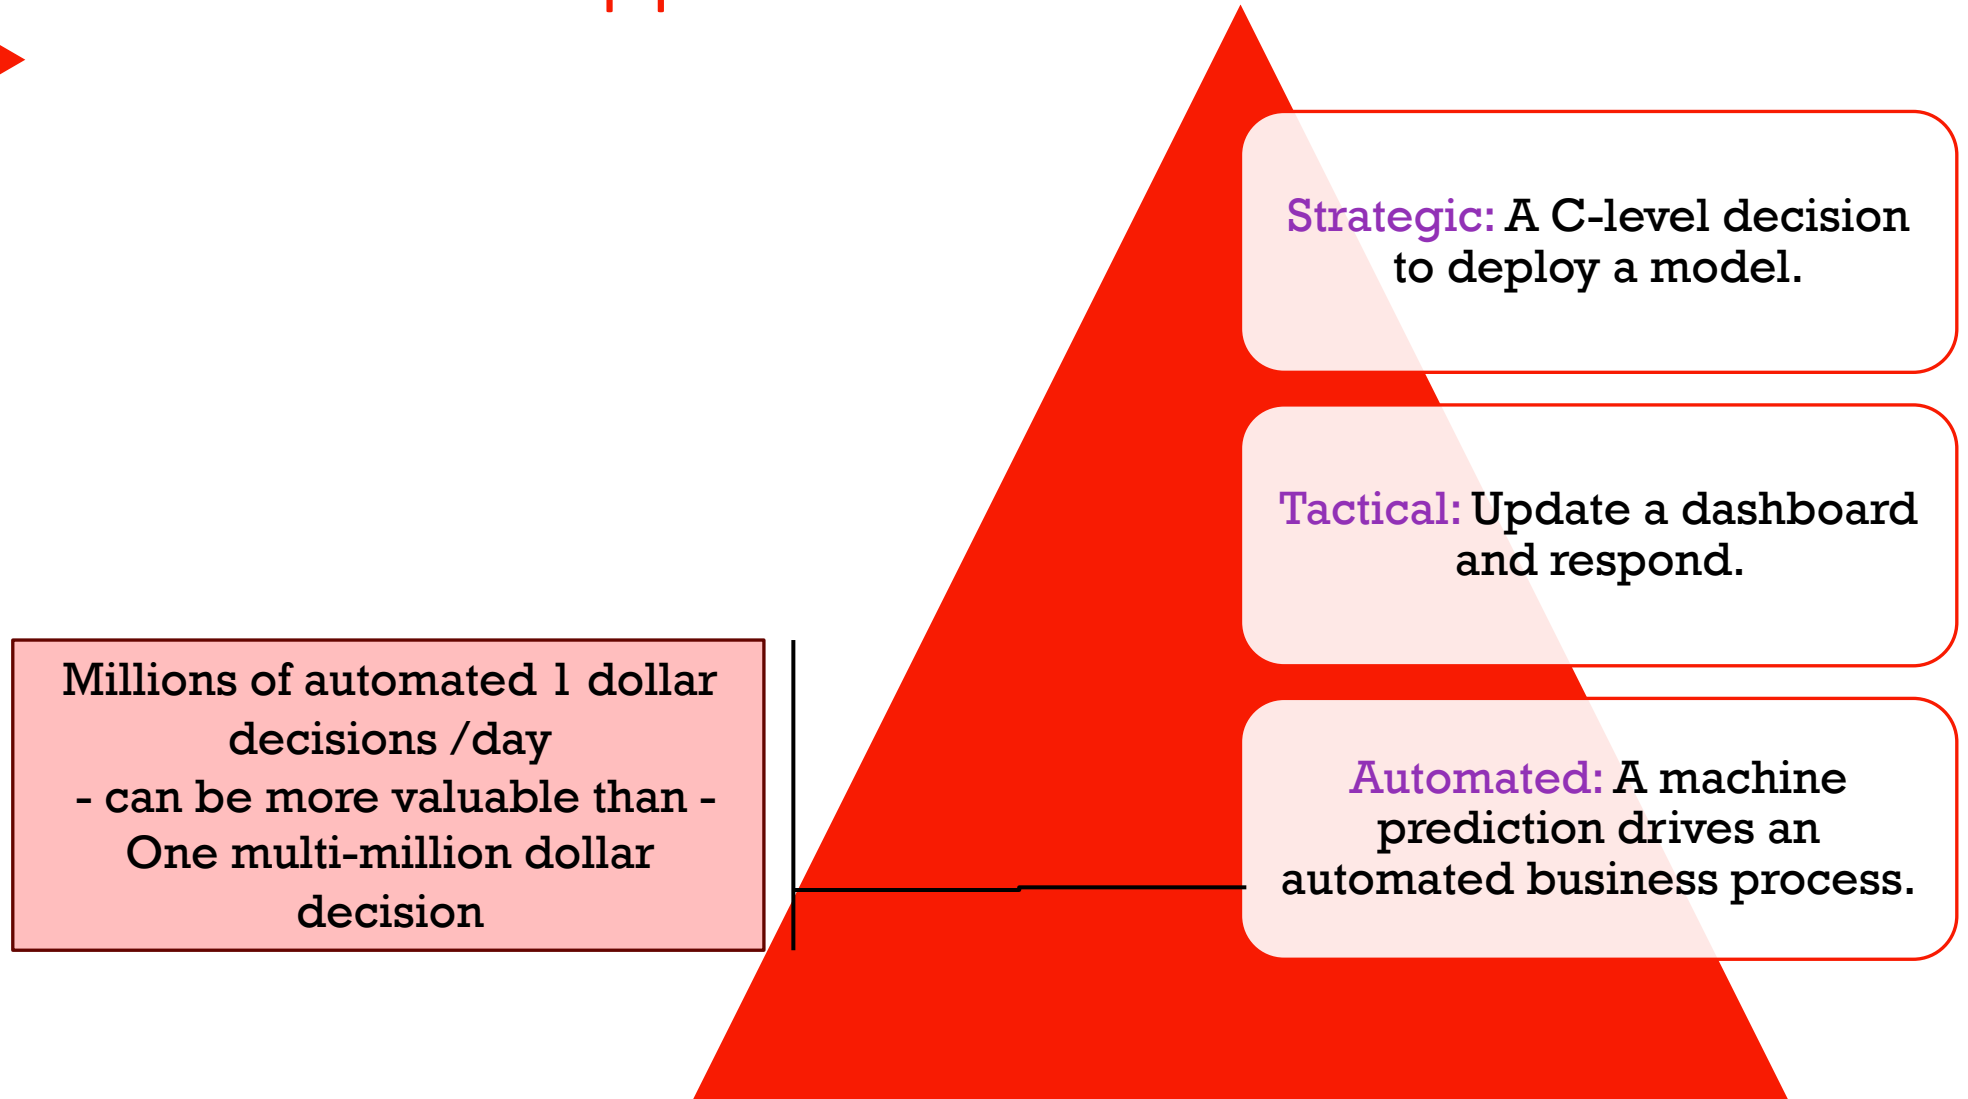 Strategic: A C-level decision
to deploy a model.
Tactical: Update a dashboard
and respond.
Millions of automated 1 dollar
decisions /day
- can be more valuable than -
One multi-million dollar
decision
Automated: A machine
prediction drives an
automated business process.